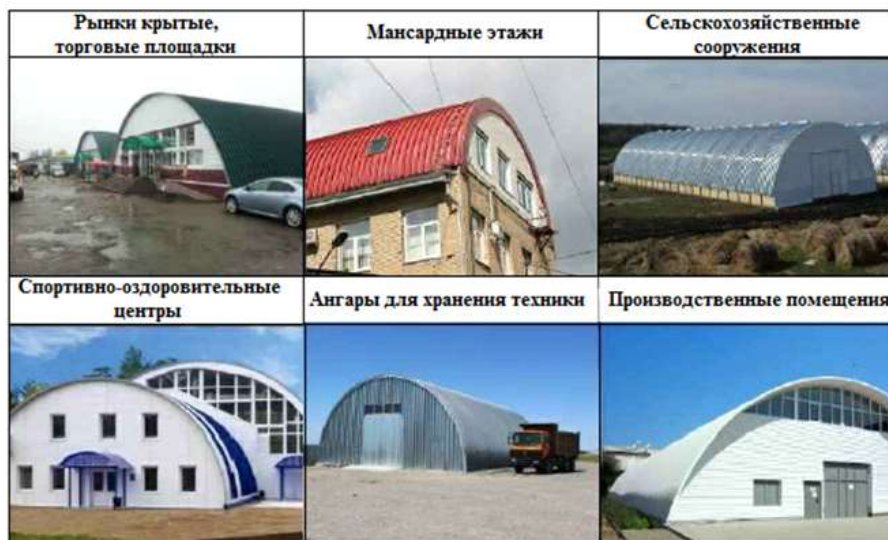 Рынки крытые,
торговые площадки
Мансардные этажи
Сельскохозяйственные
сооружения
Спортивно-оздоровительные
центры
Ангары для хранения техники
Производственные помещения